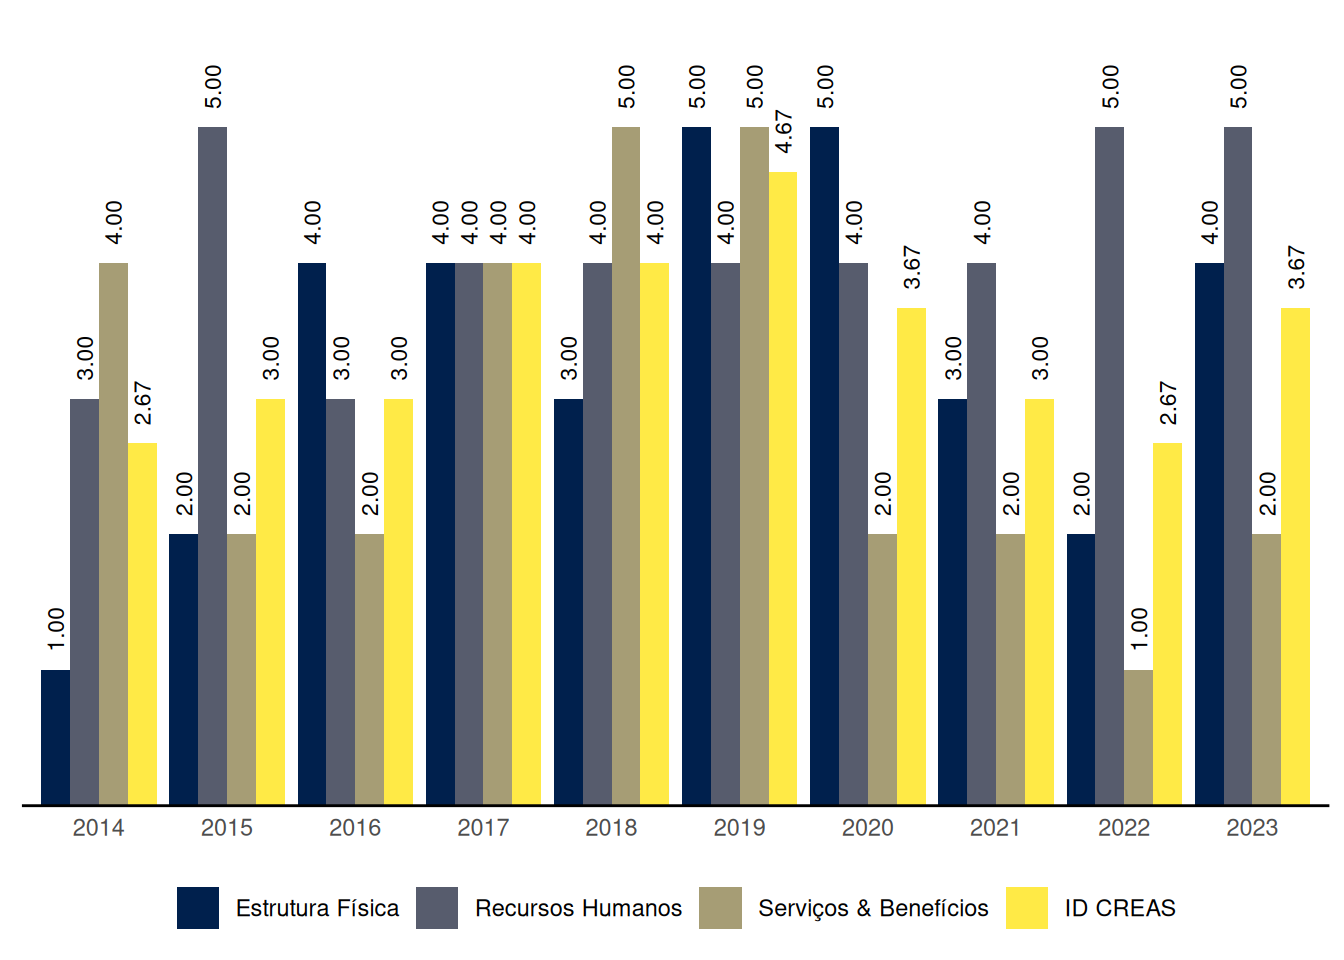 1.00 3.00 4.00 2.67
2.00 5.00 2.00 3.00
4.00 3.00 2.00 3.00
4.00 4.00 4.00 4.00
3.00 4.00 5.00 4.00
5.00 4.00 5.00 4.67
5.00 4.00 2.00 3.67
3.00 4.00 2.00 3.00
2.00 5.00 1.00 2.67
4.00 5.00 2.00 3.67
2014 2015 2016 2017 2018 2019 2020 2021 2022 2023
Estrutura Física Recursos Humanos Serviços & Benefícios ID CREAS